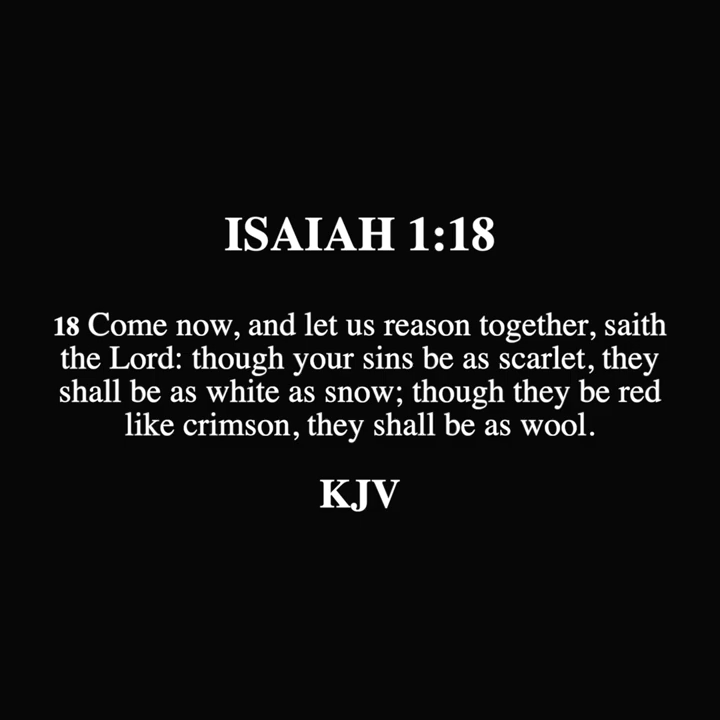 ISAIAH 1:18
18 Come now, and let us reason together, saith
the Lord: though your sins be as scarlet, they
shall be as white as snow; though they be red
like crimson, they shall be as wool.
KJV